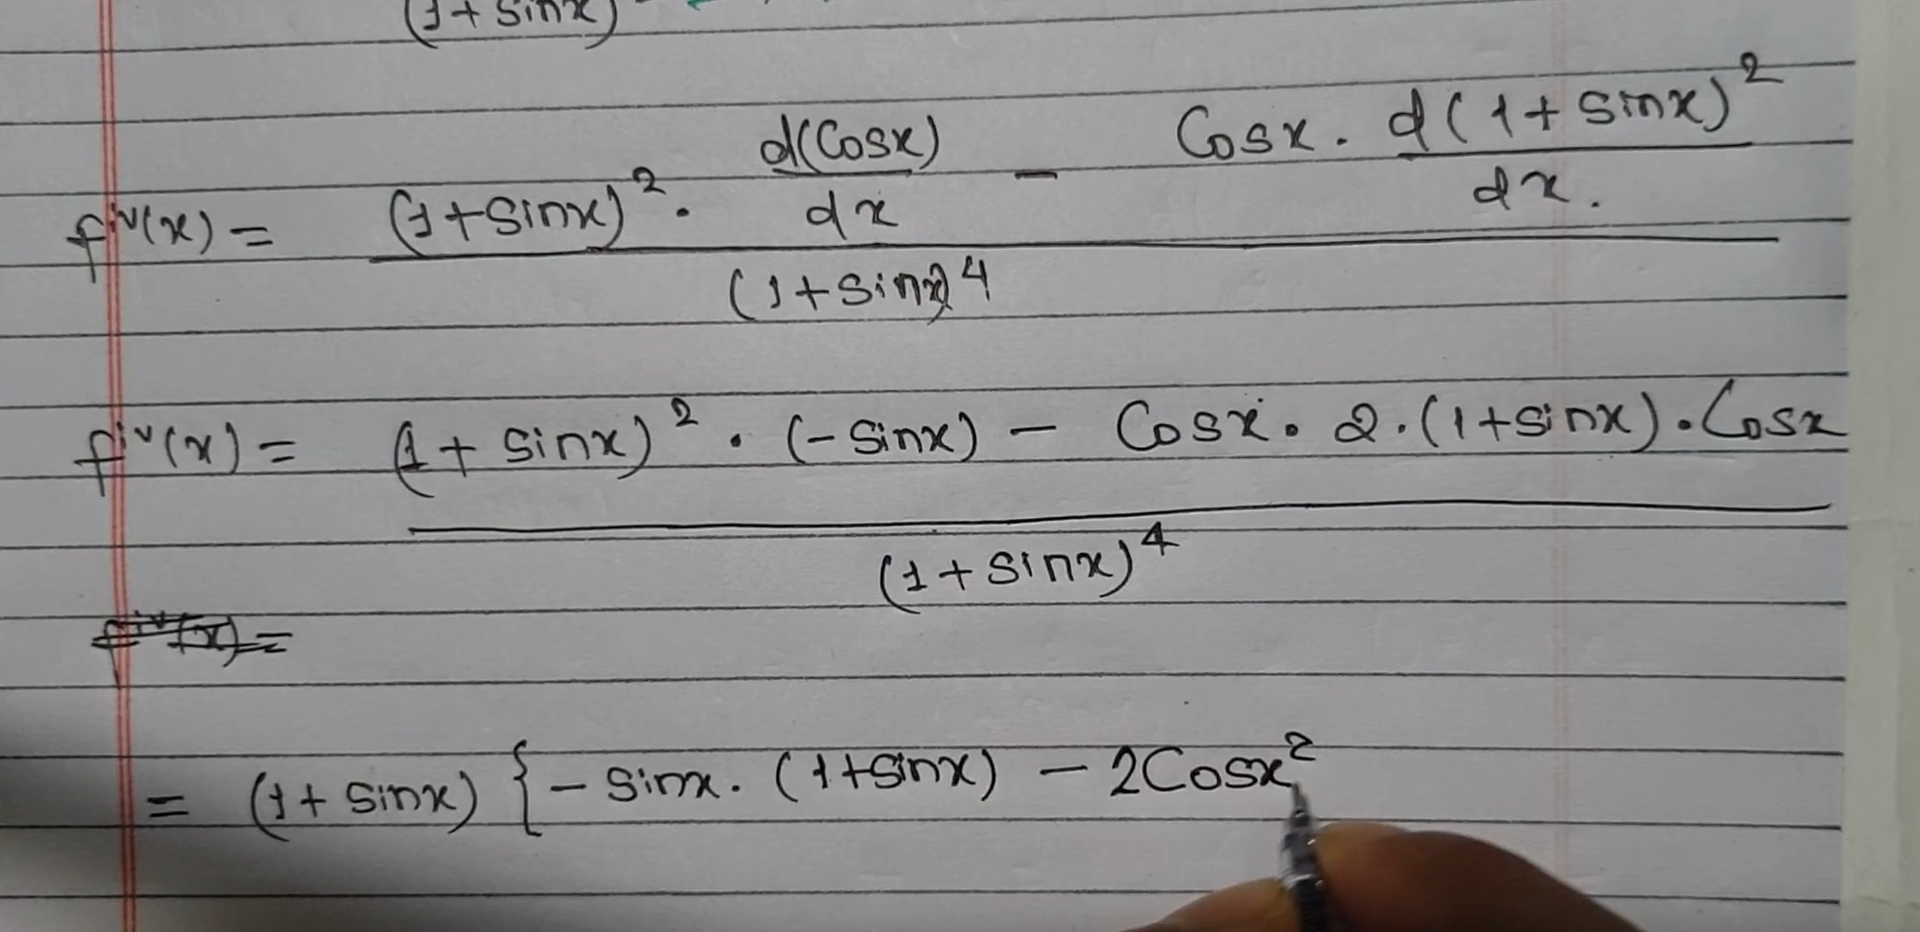 (1+sinx)
f^iv(x) = (1+sinx)^2 · d(Cosx)/dx − Cosx · d(1+sinx)^2/dx.
(1+sinx)^4
f^iv(x) = (1+sinx)^2 · (−sinx) − Cosx · 2 · (1+sinx) · Cosx
(1+sinx)^4
f^iv(x) =
= (1+sinx) { − sinx · (1+sinx) − 2Cosx^2